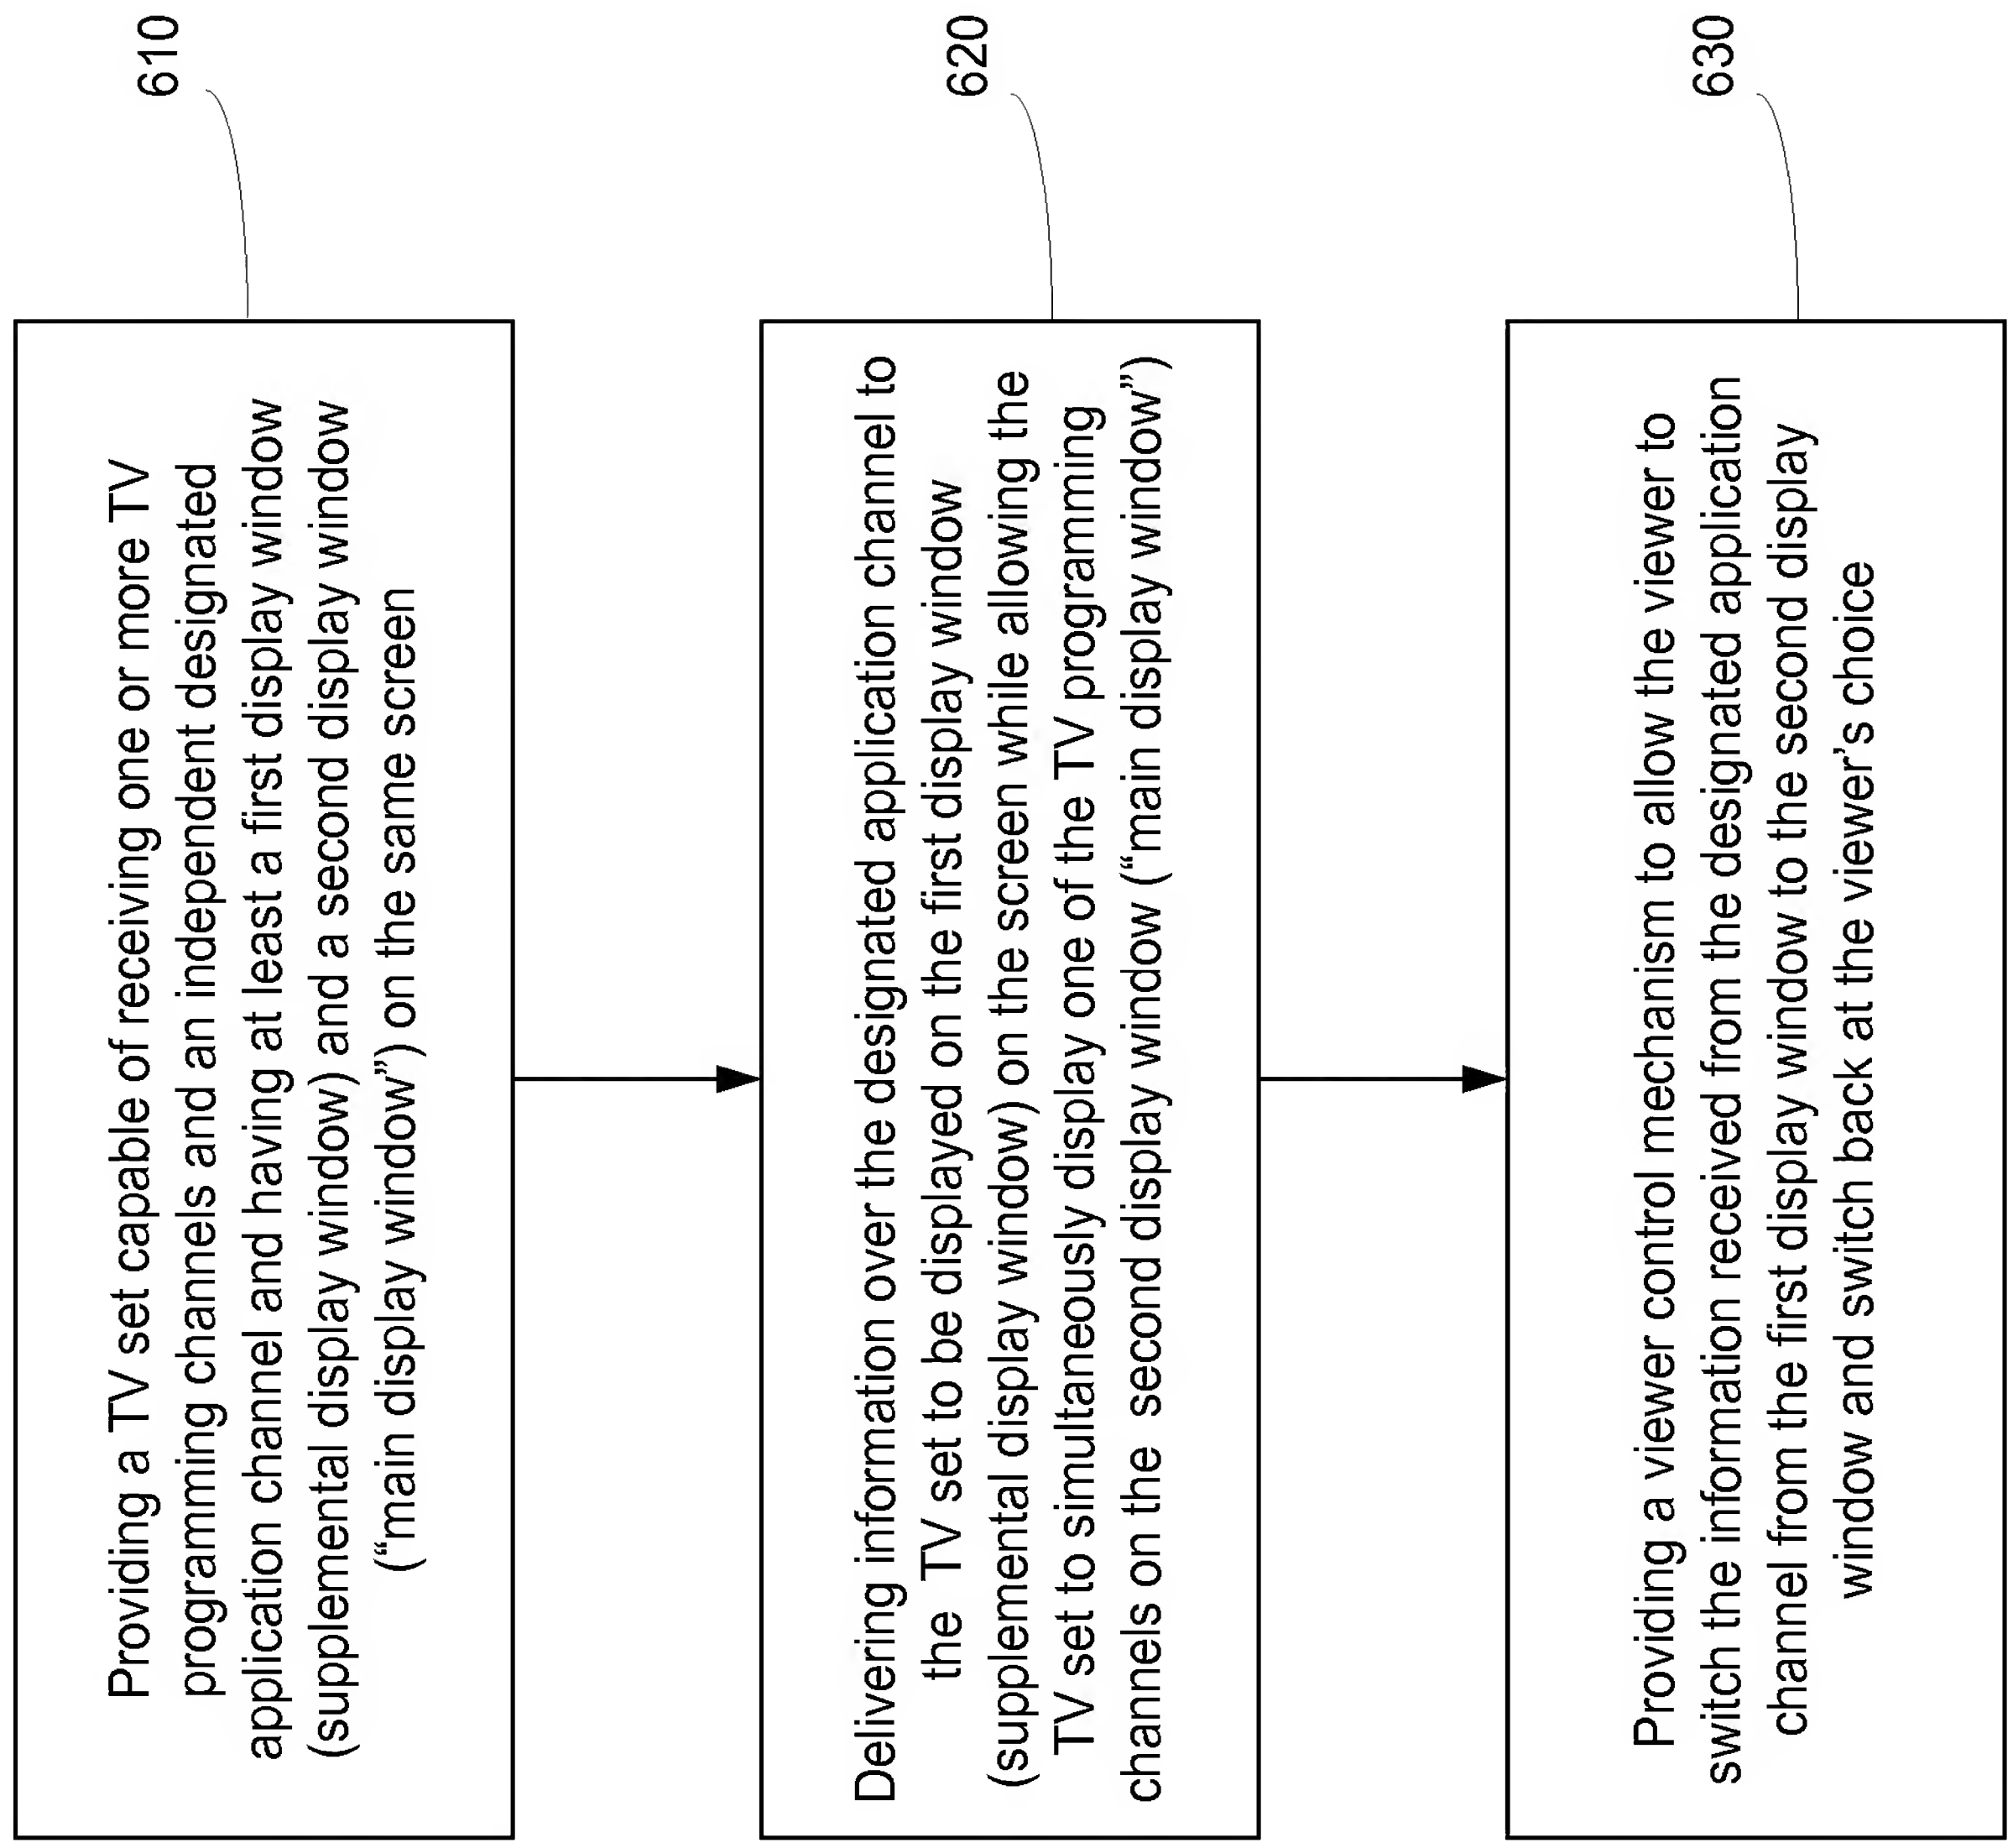 610
Providing a TV set capable of receiving one or more TV
programming channels and an independent designated
application channel and having at least a first display window
(supplemental display window) and a second display window
(“main display window”) on the same screen
620
Delivering information over the designated application channel to
the TV set to be displayed on the first display window
(supplemental display window) on the screen while allowing the
TV set to simultaneously display one of the TV programming
channels on the second display window (“main display window”)
630
Providing a viewer control mechanism to allow the viewer to
switch the information received from the designated application
channel from the first display window to the second display
window and switch back at the viewer’s choice